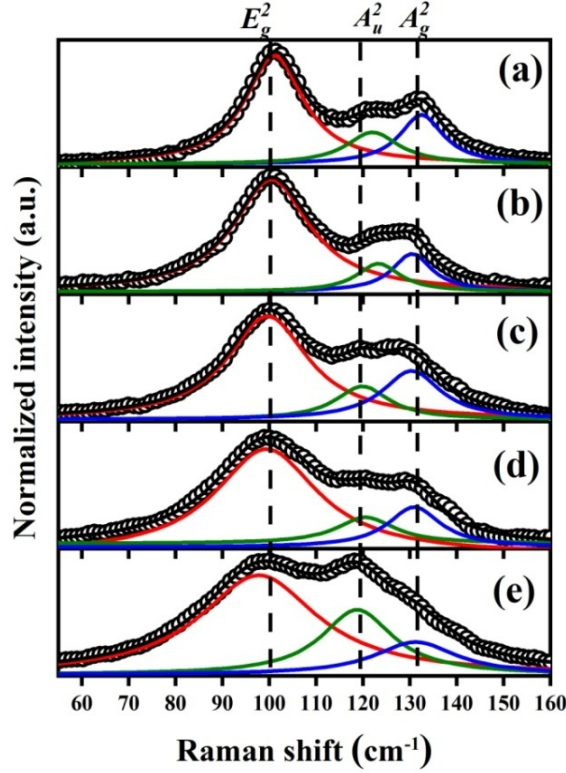 E_g^2 A_u^2 A_g^2
(a)
(b)
(c)
(d)
(e)
Normalized intensity (a.u.)
60 70 80 90 100 110 120 130 140 150 160
Raman shift (cm⁻¹)